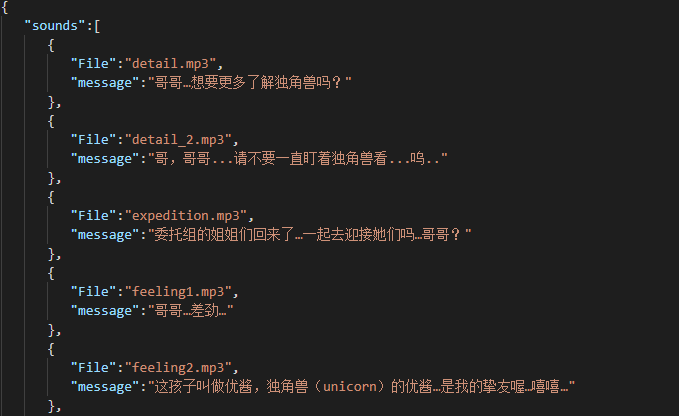 {
"sounds":[
{
"File":"detail.mp3",
"message":"哥哥…想要更多了解独角兽吗？"
},
{
"File":"detail_2.mp3",
"message":"哥，哥哥...请不要一直盯着独角兽看...呜.."
},
{
"File":"expedition.mp3",
"message":"委托组的姐姐们回来了…一起去迎接她们吗…哥哥？"
},
{
"File":"feeling1.mp3",
"message":"哥哥…差劲…"
},
{
"File":"feeling2.mp3",
"message":"这孩子叫做优酱，独角兽（unicorn）的优酱…是我的挚友喔…嘻嘻…"
},